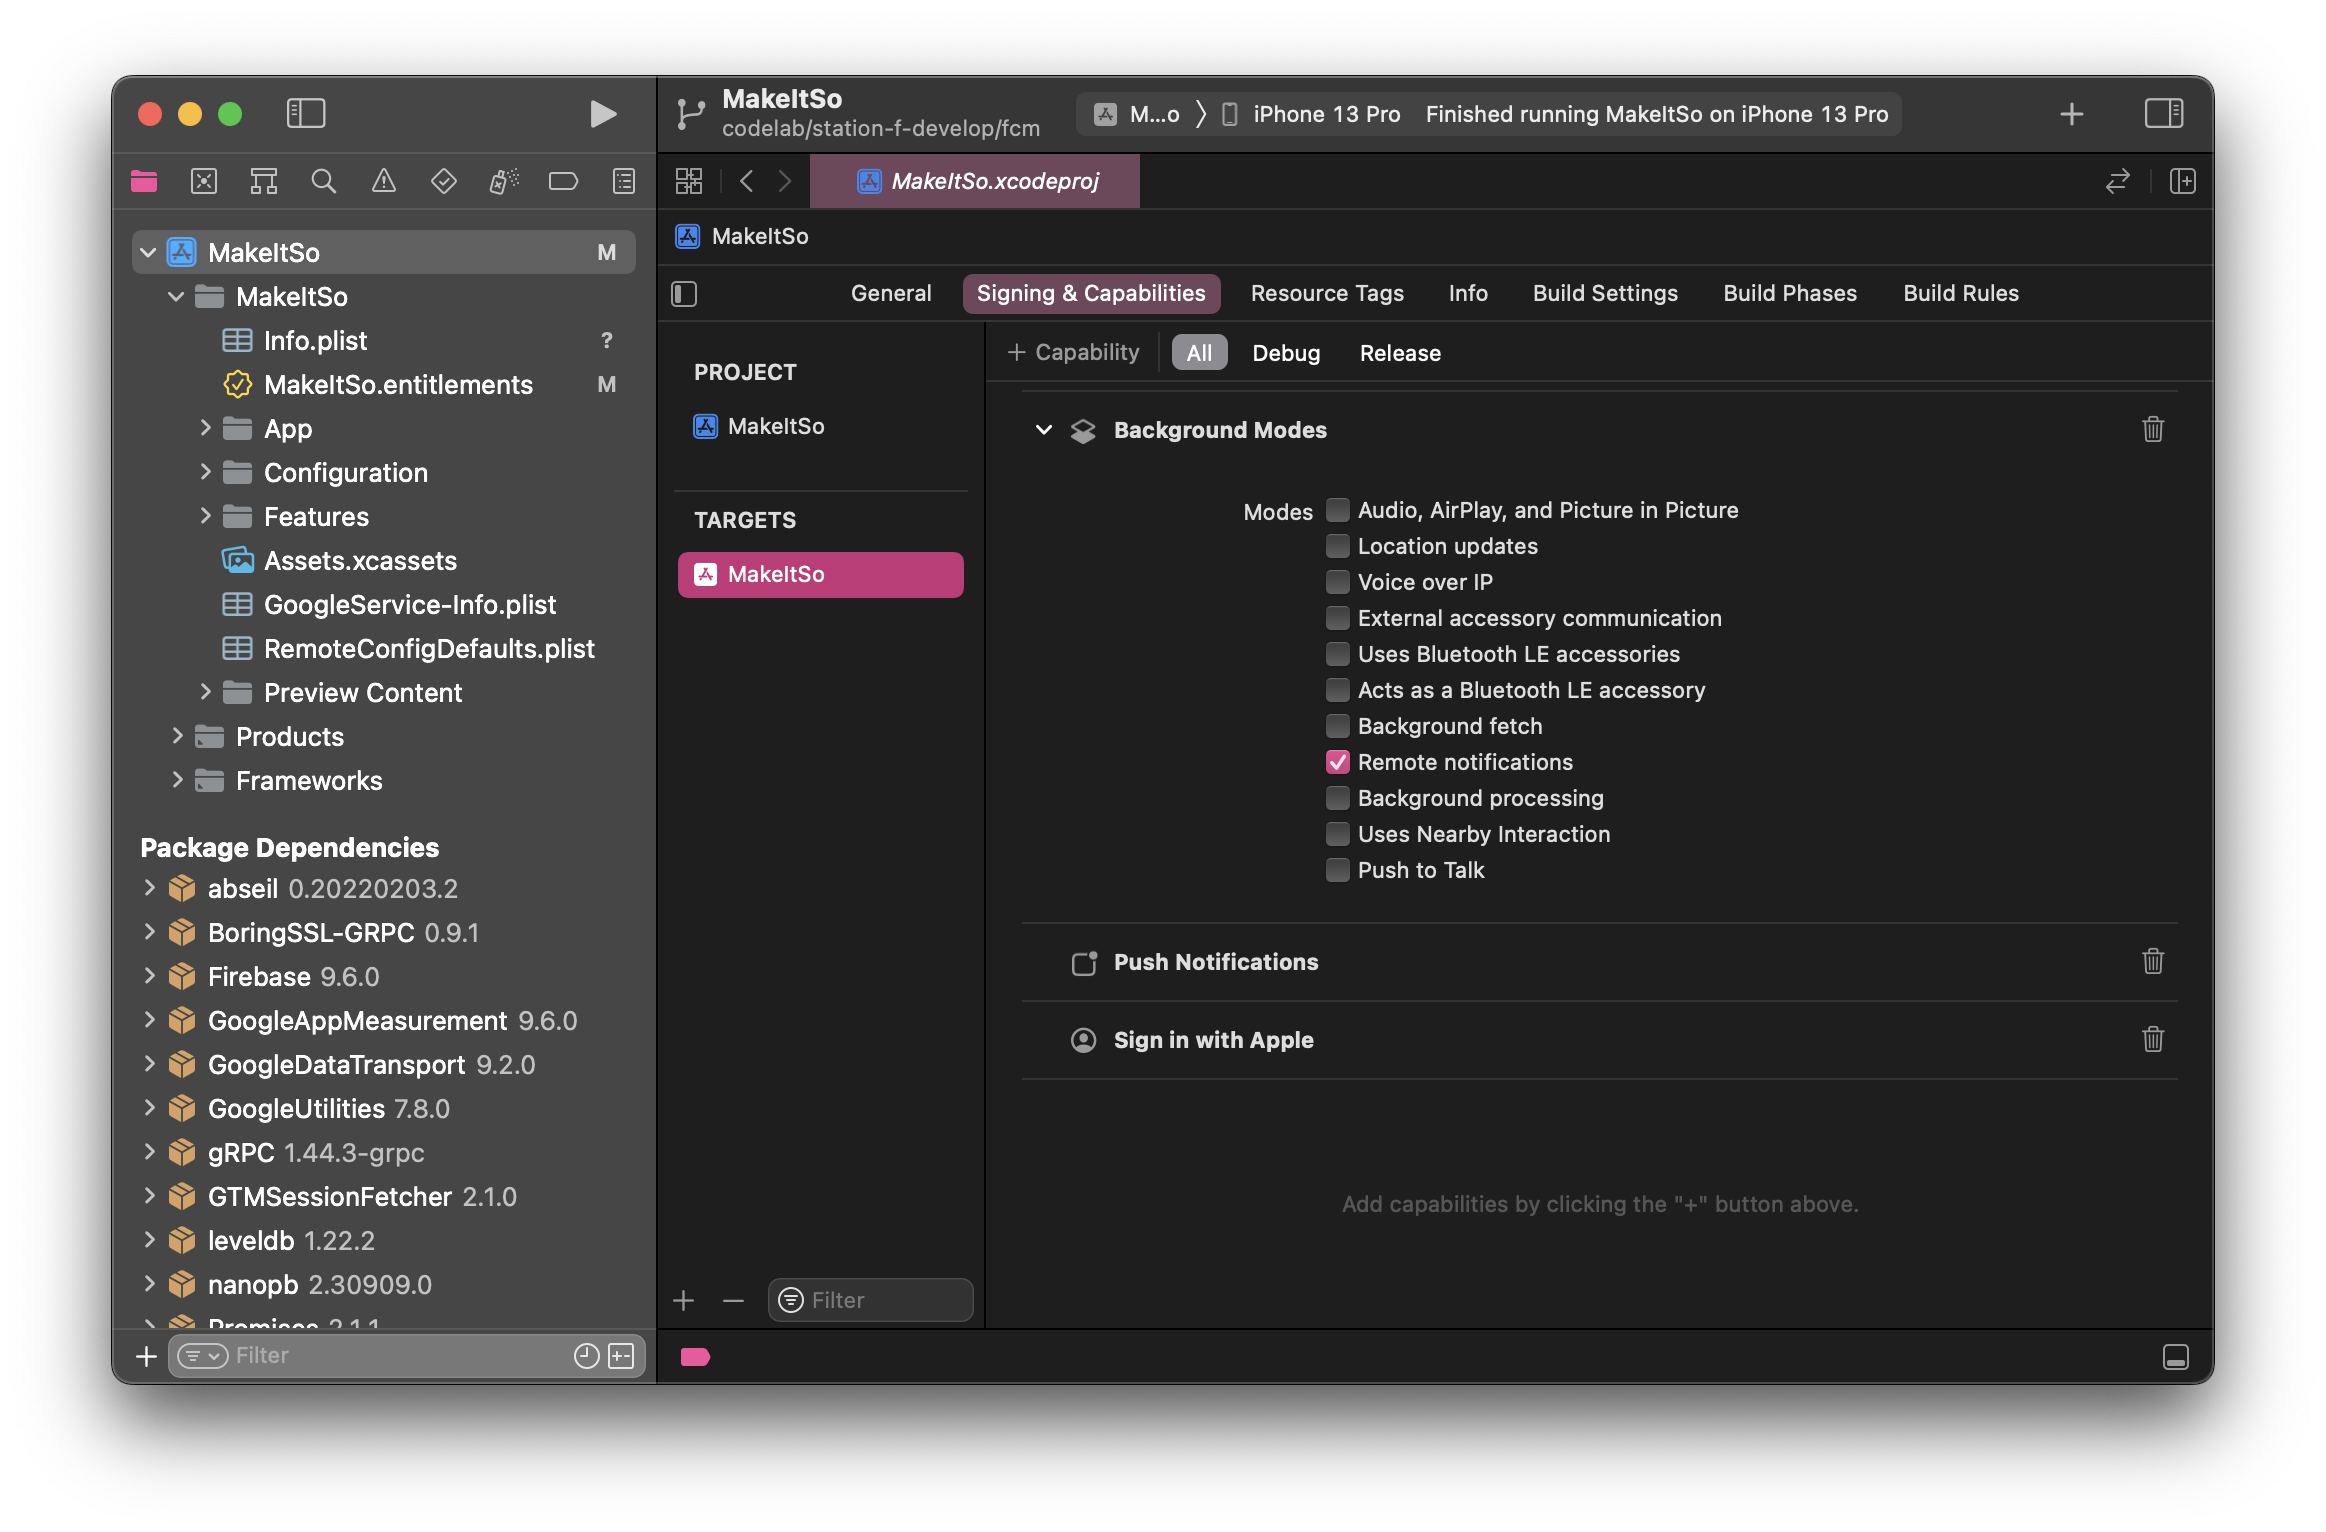 MakeItSo
codelab/station-f-develop/fcm
M...o
iPhone 13 Pro
Finished running MakeItSo on iPhone 13 Pro
MakeItSo.xcodeproj
MakeItSo M
MakeItSo
Info.plist ?
MakeItSo.entitlements M
App
Configuration
Features
Assets.xcassets
GoogleService-Info.plist
RemoteConfigDefaults.plist
Preview Content
Products
Frameworks
Package Dependencies
abseil 0.20220203.2
BoringSSL-GRPC 0.9.1
Firebase 9.6.0
GoogleAppMeasurement 9.6.0
GoogleDataTransport 9.2.0
GoogleUtilities 7.8.0
gRPC 1.44.3-grpc
GTMSessionFetcher 2.1.0
leveldb 1.22.2
nanopb 2.30909.0
Promises 2.1.1
Filter
MakeItSo
General Signing & Capabilities Resource Tags Info Build Settings Build Phases Build Rules
PROJECT
MakeItSo
TARGETS
MakeItSo
Filter
+ Capability All Debug Release
Background Modes
Modes Audio, AirPlay, and Picture in Picture
Location updates
Voice over IP
External accessory communication
Uses Bluetooth LE accessories
Acts as a Bluetooth LE accessory
Background fetch
Remote notifications
Background processing
Uses Nearby Interaction
Push to Talk
Push Notifications
Sign in with Apple
Add capabilities by clicking the "+" button above.